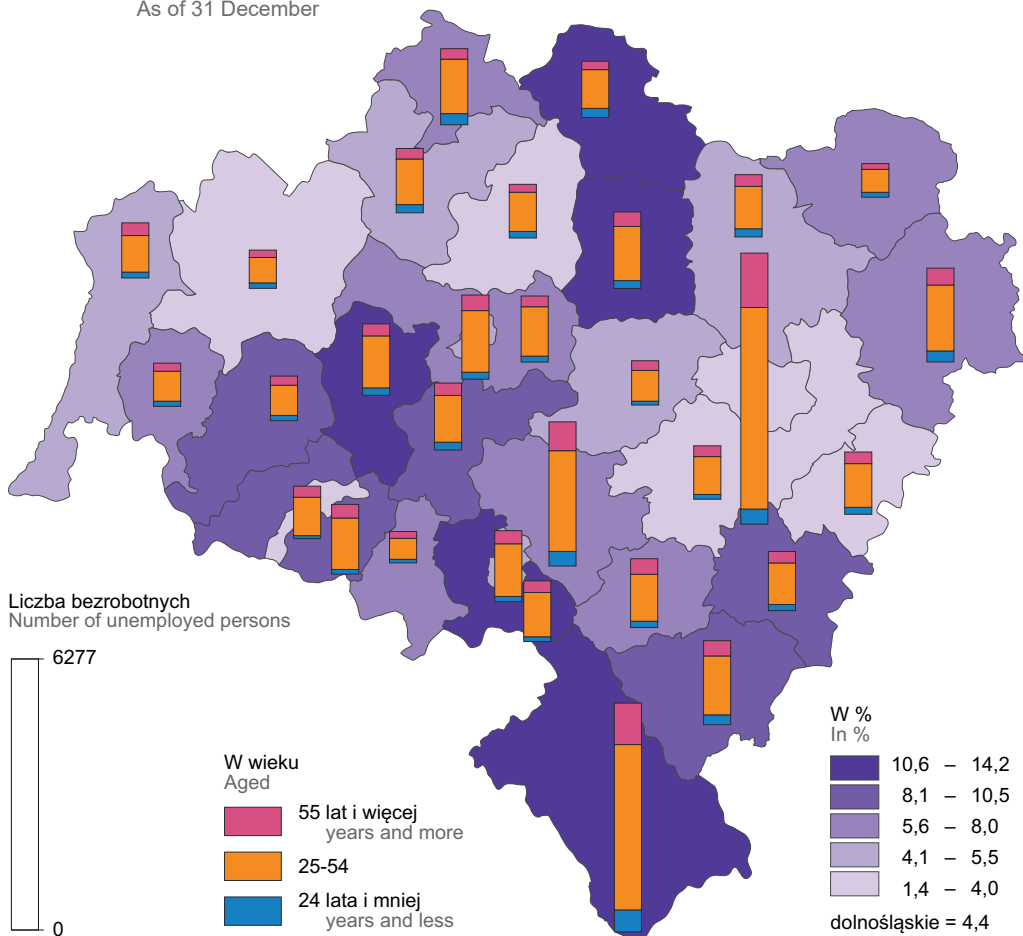 As of 31 December
Liczba bezrobotnych
Number of unemployed persons
6277
0
W wieku
Aged
55 lat i więcej
years and more
25-54
24 lata i mniej
years and less
W %
In %
10,6 – 14,2
8,1 – 10,5
5,6 – 8,0
4,1 – 5,5
1,4 – 4,0
dolnośląskie = 4,4